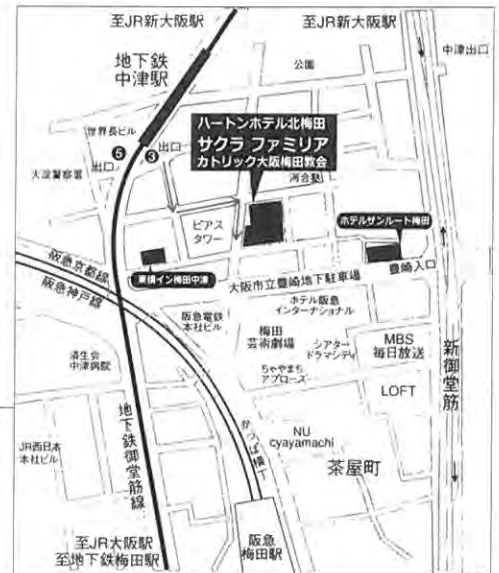 至JR新大阪駅
至JR新大阪駅
地下鉄
中津駅
公園
中津出口
世界長ビル
❺
出口
❸
出口
大淀警察署
ハートンホテル北梅田
サクラ ファミリア
カトリック大阪梅田教会
河合塾
ピアス
タワー
ホテルサンルート梅田
東横イン梅田中津
豊崎入口
大阪市立豊崎地下駐車場
阪急京都線
阪急神戸線
阪急電鉄
本社ビル
ホテル阪急
インターナショナル
梅田
芸術劇場
シアター
ドラマシティ
MBS
毎日放送
新御堂筋
済生会
中津病院
ちゃやまち
アプローズ
LOFT
地下鉄御堂筋線
かっぱ横丁
NU
cyayamachi
茶屋町
JR西日本
本社ビル
至JR大阪駅
至地下鉄梅田駅
阪急
梅田駅